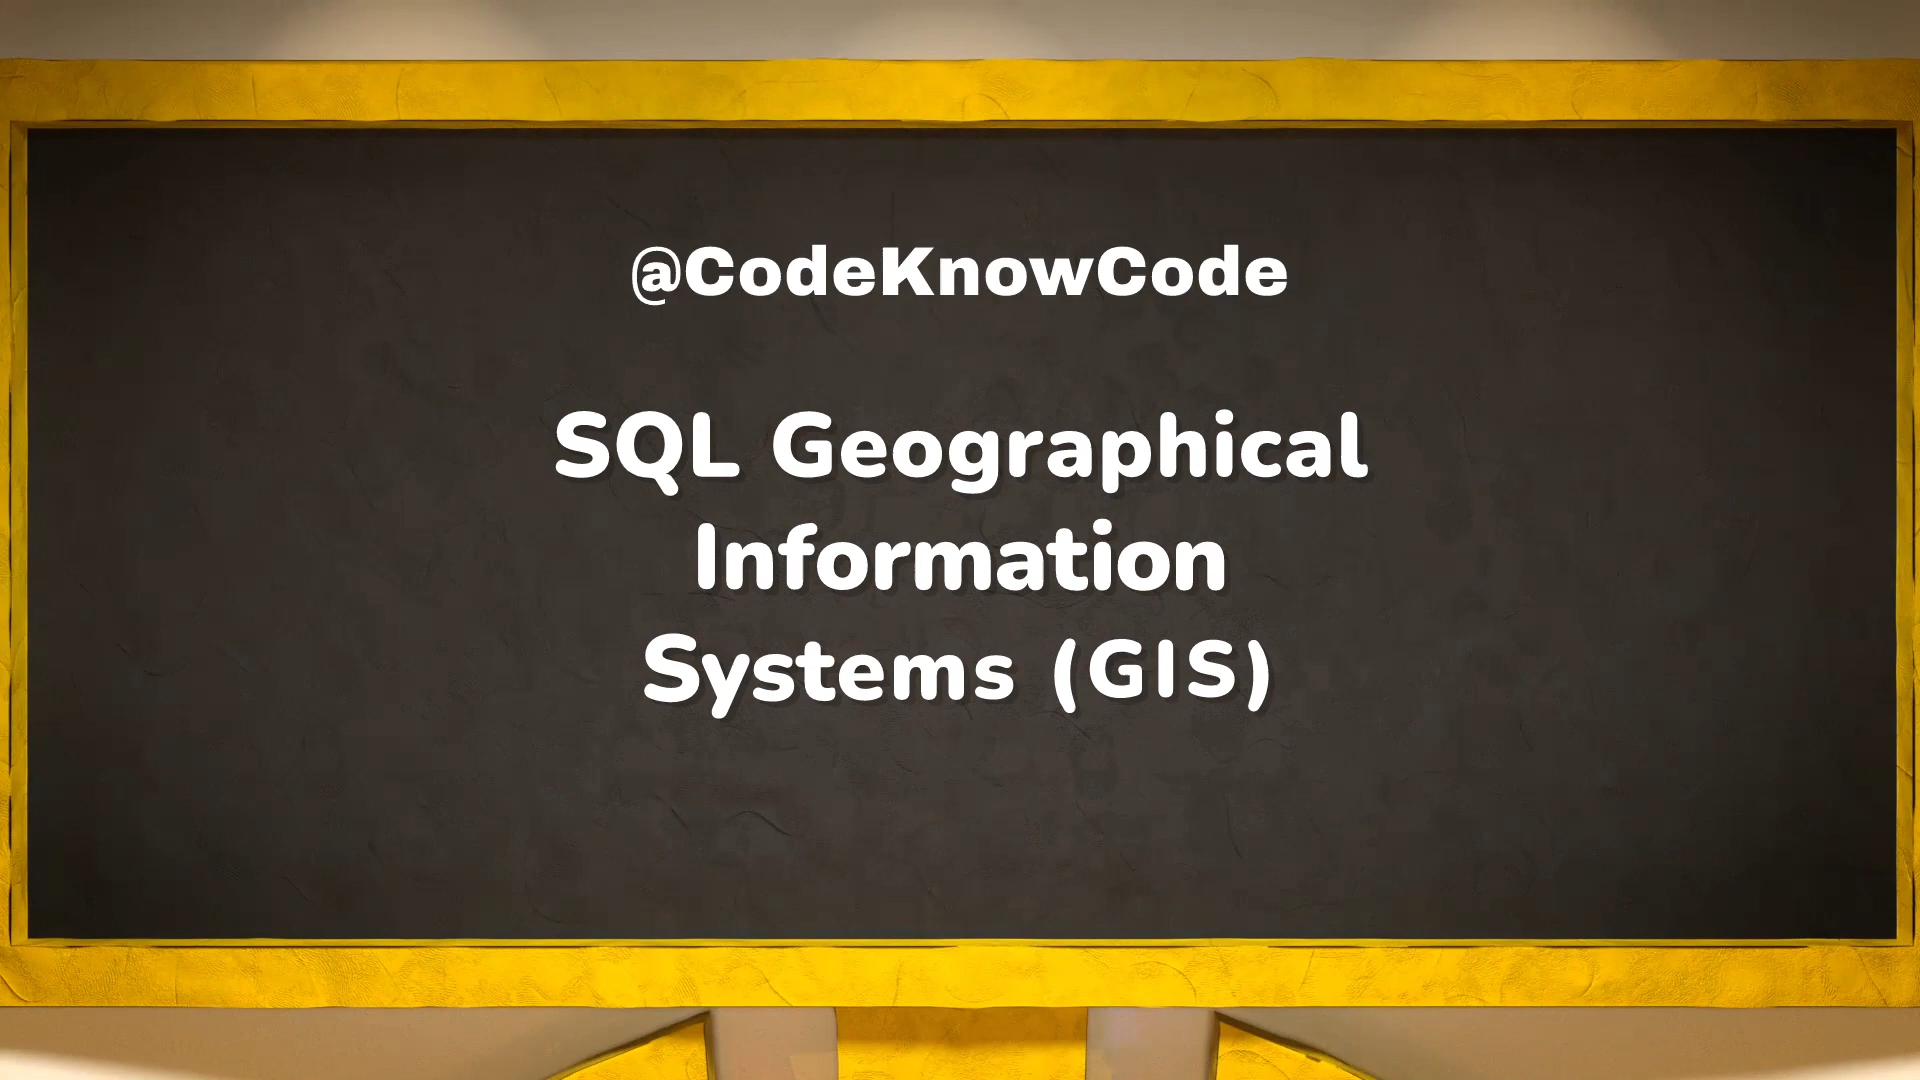 @CodeKnowCode
SQL Geographical
Information
Systems (GIS)